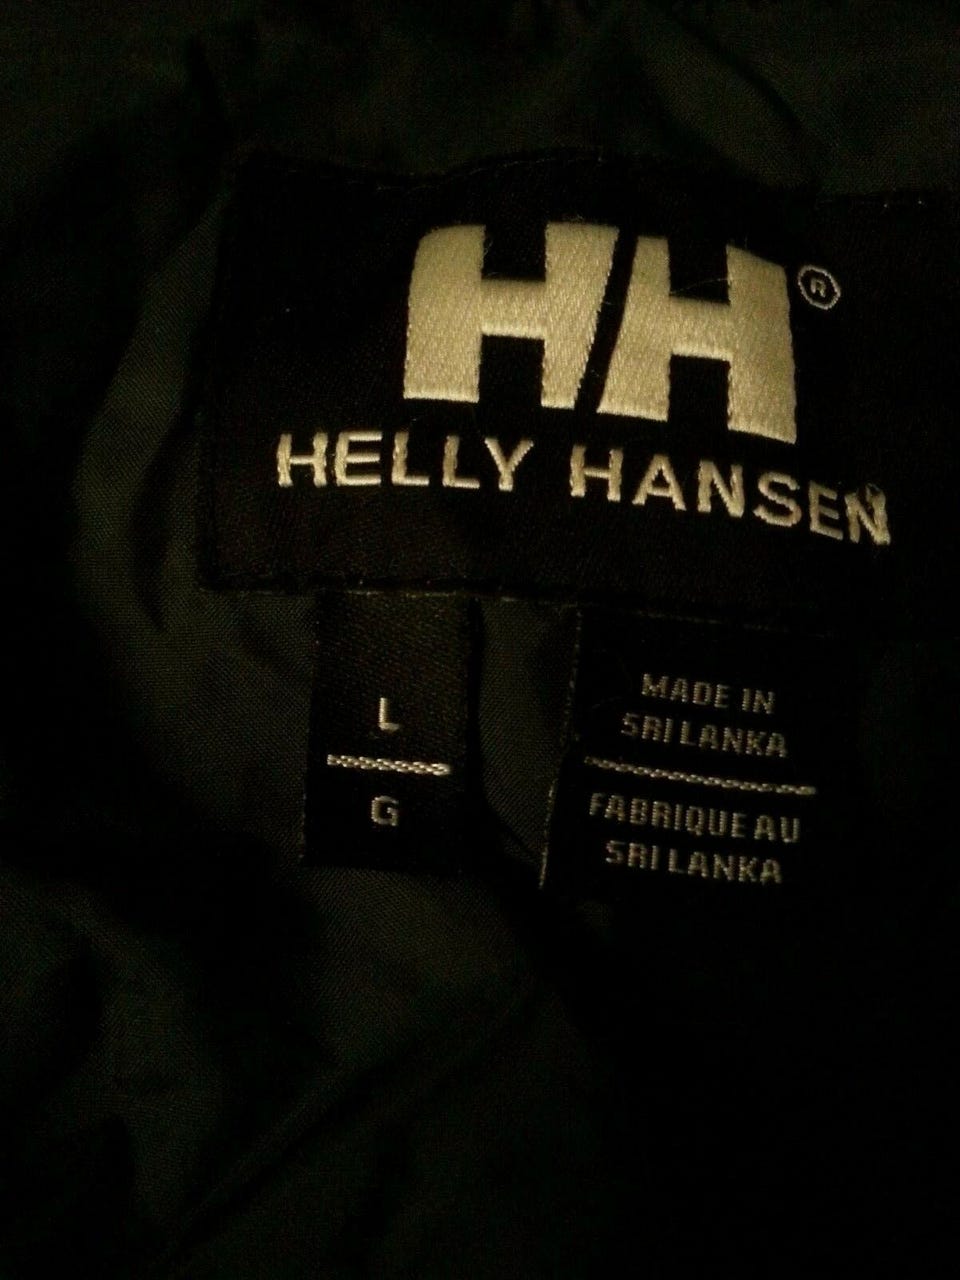 HH®
HELLY HANSEN
L
G
MADE IN
SRI LANKA
FABRIQUE AU
SRI LANKA